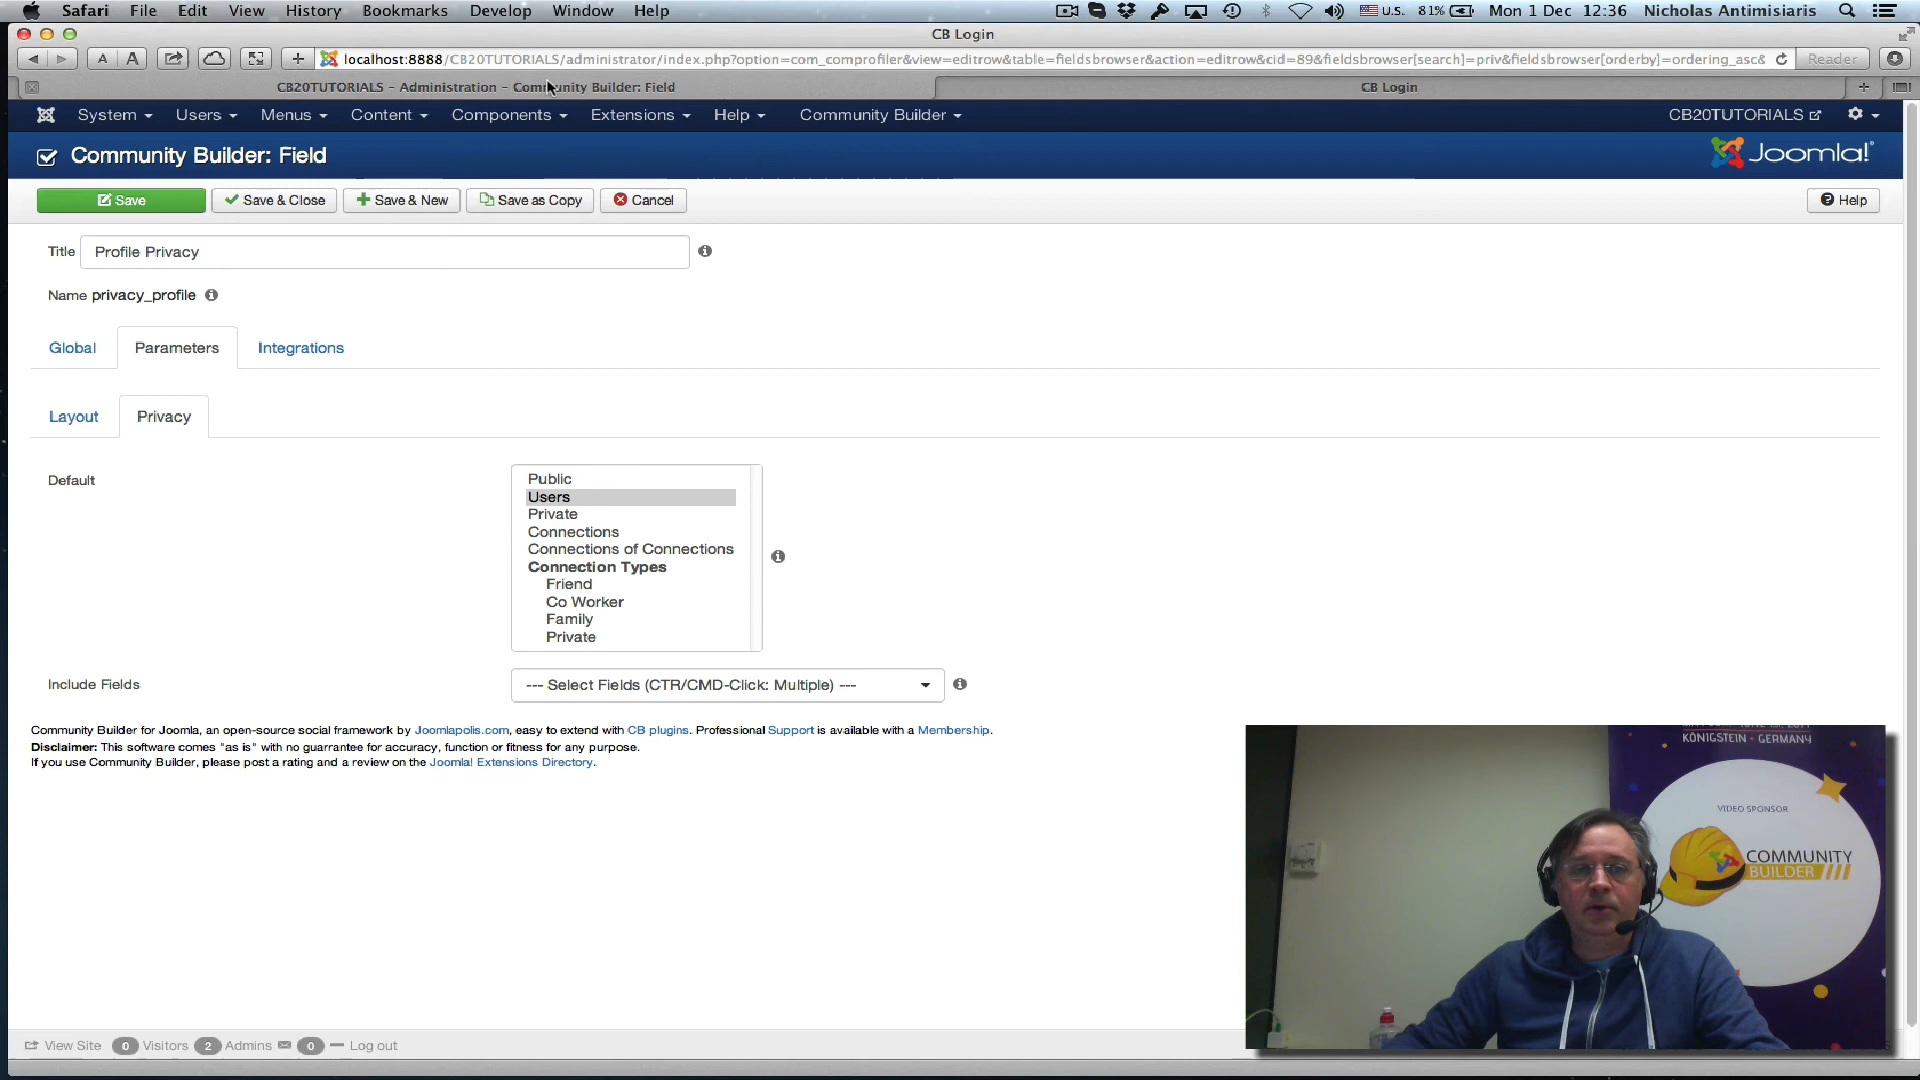 Safari File Edit View History Bookmarks Develop Window Help U.S. 81% Mon 1 Dec 12:36 Nicholas Antimisiaris
CB Login
A A localhost:8888/CB20TUTORIALS/administrator/index.php?option=com_comprofiler&view=editrow&table=fieldsbrowser&action=editrow&cid=89&fieldsbrowser[search]=priv&fieldsbrowser[orderby]=ordering_asc& Reader
CB20TUTORIALS - Administration - Community Builder: Field CB Login
System Users Menus Content Components Extensions Help Community Builder CB20TUTORIALS
Community Builder: Field Joomla!
Save Save & Close Save & New Save as Copy Cancel Help
Title Profile Privacy
Name privacy_profile
Global Parameters Integrations
Layout Privacy
Default
Public
Users
Private
Connections
Connections of Connections
Connection Types
Friend
Co Worker
Family
Private
Include Fields --- Select Fields (CTR/CMD-Click: Multiple) ---
Community Builder for Joomla, an open-source social framework by Joomlapolis.com, easy to extend with CB plugins. Professional Support is available with a Membership.
Disclaimer: This software comes "as is" with no guarrantee for accuracy, function or fitness for any purpose.
If you use Community Builder, please post a rating and a review on the Joomla! Extensions Directory.
KÖNIGSTEIN - GERMANY
VIDEO SPONSOR
COMMUNITY
BUILDER
View Site 0 Visitors 2 Admins 0 Log out